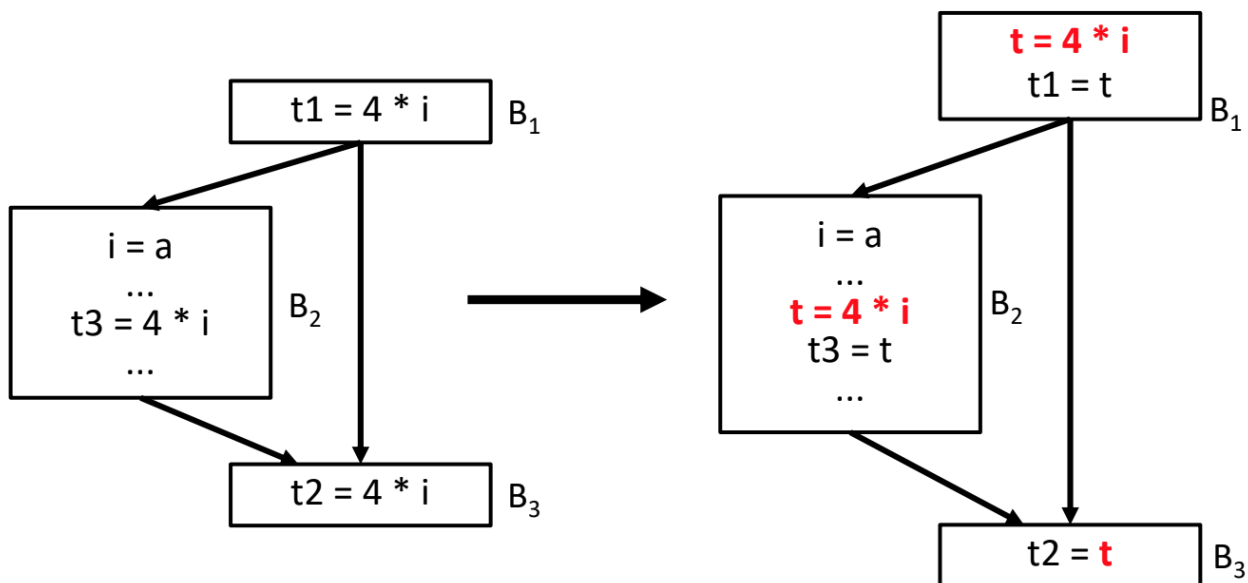 t1 = 4 * i
B₁
i = a
...
t3 = 4 * i
...
B₂
t2 = 4 * i
B₃
t = 4 * i
t1 = t
B₁
i = a
...
t = 4 * i
t3 = t
...
B₂
t2 = t
B₃